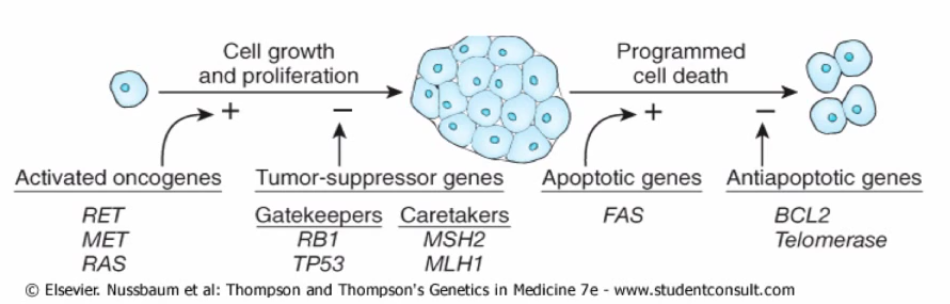 Cell growth
and proliferation
Programmed
cell death
+
−
+
−
Activated oncogenes
RET
MET
RAS
Tumor-suppressor genes
Gatekeepers
RB1
TP53
Caretakers
MSH2
MLH1
Apoptotic genes
FAS
Antiapoptotic genes
BCL2
Telomerase
© Elsevier. Nussbaum et al: Thompson and Thompson's Genetics in Medicine 7e - www.studentconsult.com